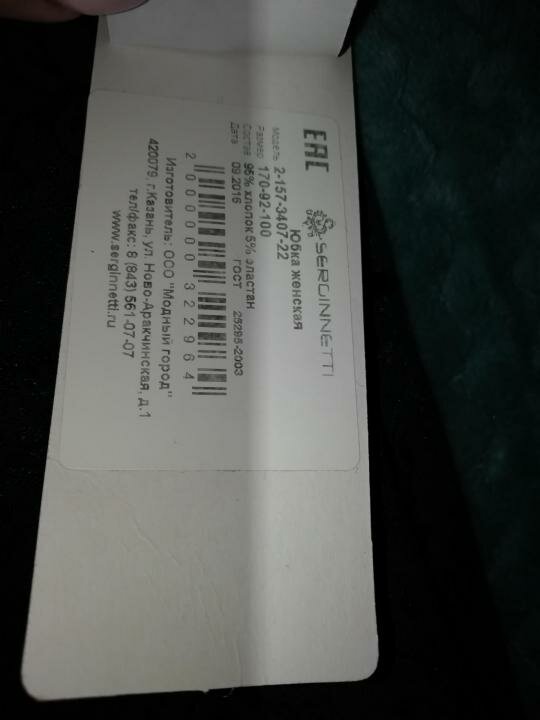 EAC
SERGINNETTI
Юбка женская
Модель 2-157-3407-22
Размер 170-92-100
Состав 95% хлопок 5% эластан
Дата 09.2016 ГОСТ 25295-2003
2 000000 322964
Изготовитель: ООО "Модный город"
420079, г.Казань, ул. Ново-Аракчинская, д.1
тел/факс: 8 (843) 561-07-07
www.serginnetti.ru